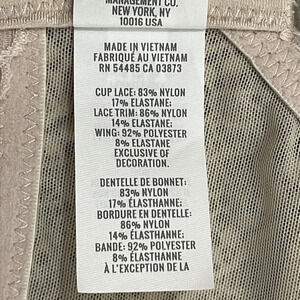 MANAGEMENT CO.
NEW YORK, NY
10016 USA
MADE IN VIETNAM
FABRIQUÉ AU VIETNAM
RN 54485 CA 03873
CUP LACE: 83% NYLON
17% ELASTANE;
LACE TRIM: 86% NYLON
14% ELASTANE;
WING: 92% POLYESTER
8% ELASTANE
EXCLUSIVE OF
DECORATION.
DENTELLE DE BONNET:
83% NYLON
17% ÉLASTHANNE;
BORDURE EN DENTELLE:
86% NYLON
14% ÉLASTHANNE;
BANDE: 92% POLYESTER
8% ÉLASTHANNE
À L'EXCEPTION DE LA